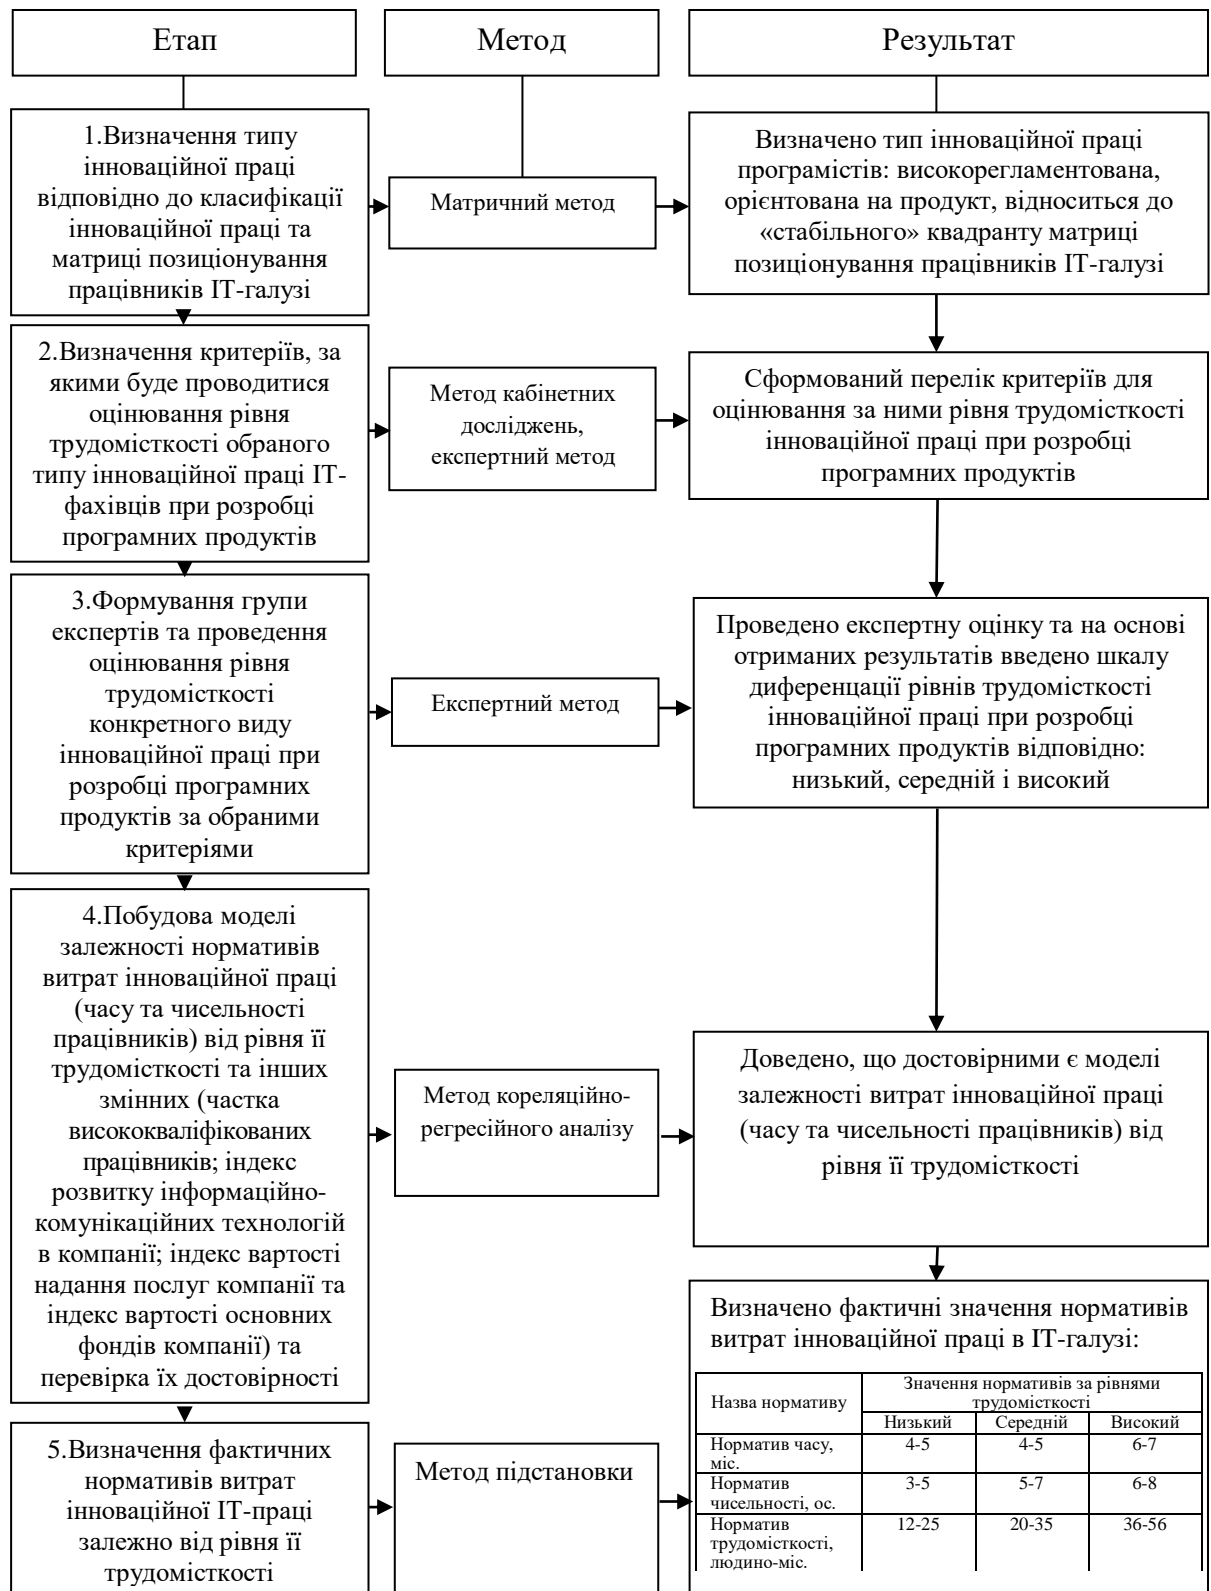 Етап
Метод
Результат
1.Визначення типу
інноваційної праці
відповідно до класифікації
інноваційної праці та
матриці позиціонування
працівників ІТ-галузі
Матричний метод
Визначено тип інноваційної праці
програмістів: високорегламентована,
орієнтована на продукт, відноситься до
«стабільного» квадранту матриці
позиціонування працівників ІТ-галузі
2.Визначення критеріїв, за
якими буде проводитися
оцінювання рівня
трудомісткості обраного
типу інноваційної праці ІТ-
фахівців при розробці
програмних продуктів
Метод кабінетних
досліджень,
експертний метод
Сформований перелік критеріїв для
оцінювання за ними рівня трудомісткості
інноваційної праці при розробці
програмних продуктів
3.Формування групи
експертів та проведення
оцінювання рівня
трудомісткості
конкретного виду
інноваційної праці при
розробці програмних
продуктів за обраними
критеріями
Експертний метод
Проведено експертну оцінку та на основі
отриманих результатів введено шкалу
диференцації рівнів трудомісткості
інноваційної праці при розробці
програмних продуктів відповідно:
низький, середній і високий
4.Побудова моделі
залежності нормативів
витрат інноваційної праці
(часу та чисельності
працівників) від рівня її
трудомісткості та інших
змінних (частка
висококваліфікованих
працівників; індекс
розвитку інформаційно-
комунікаційних технологій
в компанії; індекс вартості
надання послуг компанії та
індекс вартості основних
фондів компанії) та
перевірка їх достовірності
Метод кореляційно-
регресійного аналізу
Доведено, що достовірними є моделі
залежності витрат інноваційної праці
(часу та чисельності працівників) від
рівня її трудомісткості
5.Визначення фактичних
нормативів витрат
інноваційної ІТ-праці
залежно від рівня її
трудомісткості
Метод підстановки
Визначено фактичні значення нормативів
витрат інноваційної праці в ІТ-галузі:
Назва нормативу
Значення нормативів за рівнями
трудомісткості
Низький Середній Високий
Норматив часу,
міс.
4-5 4-5 6-7
Норматив
чисельності, ос.
3-5 5-7 6-8
Норматив
трудомісткості,
людино-міс.
12-25 20-35 36-56